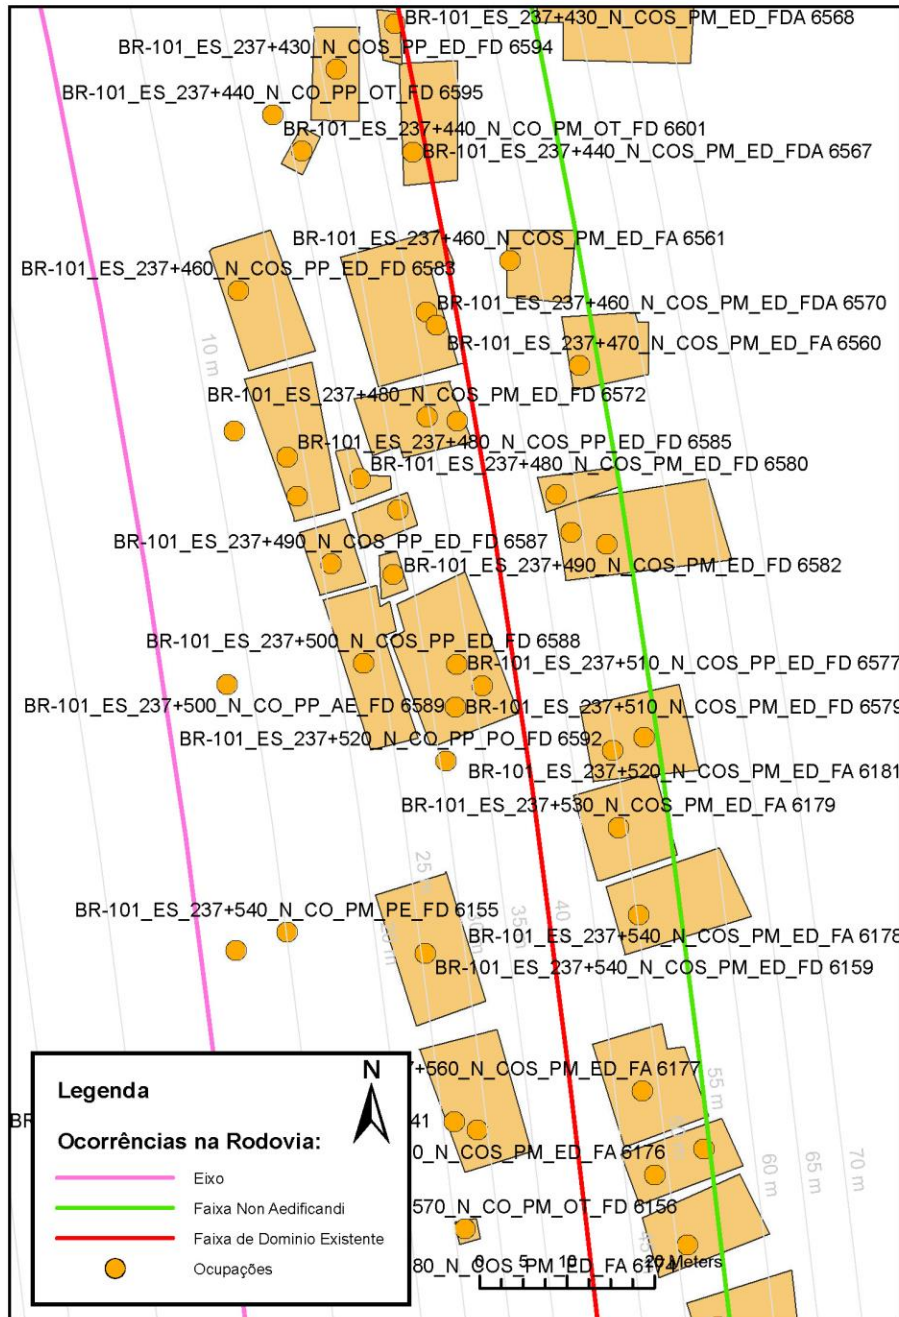 BR-101_ES_237+430_N_COS_PM_ED_FDA 6568
BR-101_ES_237+430_N_COS_PP_ED_FD 6594
BR-101_ES_237+440_N_CO_PP_OT_FD 6595
BR-101_ES_237+440_N_CO_PM_OT_FD 6601
BR-101_ES_237+440_N_COS_PM_ED_FDA 6567
BR-101_ES_237+460_N_COS_PM_ED_FA 6561
BR-101_ES_237+460_N_COS_PP_ED_FD 6583
BR-101_ES_237+460_N_COS_PM_ED_FDA 6570
BR-101_ES_237+470_N_COS_PM_ED_FA 6560
10 m
BR-101_ES_237+480_N_COS_PM_ED_FD 6572
BR-101_ES_237+480_N_COS_PP_ED_FD 6585
BR-101_ES_237+480_N_COS_PM_ED_FD 6580
BR-101_ES_237+490_N_COS_PP_ED_FD 6587
BR-101_ES_237+490_N_COS_PM_ED_FD 6582
BR-101_ES_237+500_N_COS_PP_ED_FD 6588
BR-101_ES_237+510_N_COS_PP_ED_FD 6577
BR-101_ES_237+500_N_CO_PP_AE_FD 6589
BR-101_ES_237+510_N_COS_PM_ED_FD 6579
BR-101_ES_237+520_N_CO_PP_PO_FD 6592
BR-101_ES_237+520_N_COS_PM_ED_FA 6181
BR-101_ES_237+530_N_COS_PM_ED_FA 6179
25 m
35 m
40
BR-101_ES_237+540_N_CO_PM_PE_FD 6155
BR-101_ES_237+540_N_COS_PM_ED_FA 6178
BR-101_ES_237+540_N_COS_PM_ED_FD 6159
+560_N_COS_PM_ED_FA 6177
55 m
BR
41
0_N_COS_PM_ED_FA 6176
60 m
65 m
70 m
570_N_CO_PM_OT_FD 6156
80_N_COS_PM_ED_FA 6174
0 5 10 20 Meters
N
Legenda
Ocorrências na Rodovia:
Eixo
Faixa Non Aedificandi
Faixa de Dominio Existente
Ocupações